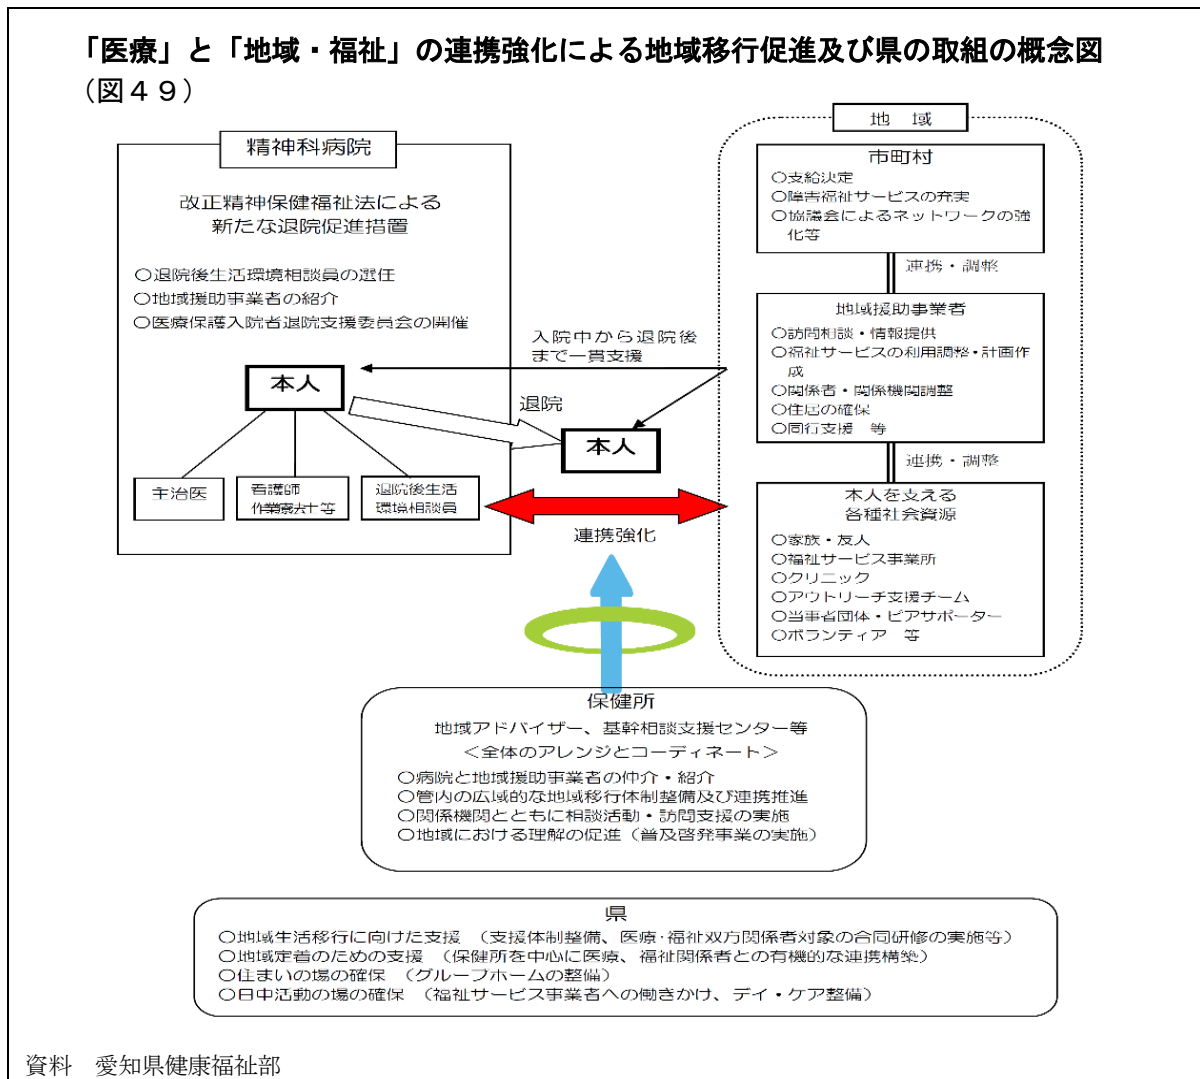 「医療」と「地域・福祉」の連携強化による地域移行促進及び県の取組の概念図
（図４９）
精神科病院
改正精神保健福祉法による
新たな退院促進措置
○退院後生活環境相談員の選任
○地域援助事業者の紹介
○医療保護入院者退院支援委員会の開催
本人
主治医
看護師
作業療法士等
退院後生活
環境相談員
入院中から退院後
まで一貫支援
退院
本人
連携強化
地　域
市町村
○支給決定
○障害福祉サービスの充実
○協議会によるネットワークの強
化等
連携・調整
地域援助事業者
○訪問相談・情報提供
○福祉サービスの利用調整・計画作
成
○関係者・関係機関調整
○住居の確保
○同行支援　等
連携・調整
本人を支える
各種社会資源
○家族・友人
○福祉サービス事業所
○クリニック
○アウトリーチ支援チーム
○当事者団体・ピアサポーター
○ボランティア　等
保健所
地域アドバイザー、基幹相談支援センター等
＜全体のアレンジとコーディネート＞
○病院と地域援助事業者の仲介・紹介
○管内の広域的な地域移行体制整備及び連携推進
○関係機関とともに相談活動・訪問支援の実施
○地域における理解の促進（普及啓発事業の実施）
県
○地域生活移行に向けた支援　（支援体制整備、医療・福祉双方関係者対象の合同研修の実施等）
○地域定着のための支援　（保健所を中心に医療、福祉関係者との有機的な連携構築）
○住まいの場の確保　（グループホームの整備）
○日中活動の場の確保　（福祉サービス事業者への働きかけ、デイ・ケア整備）
資料　愛知県健康福祉部